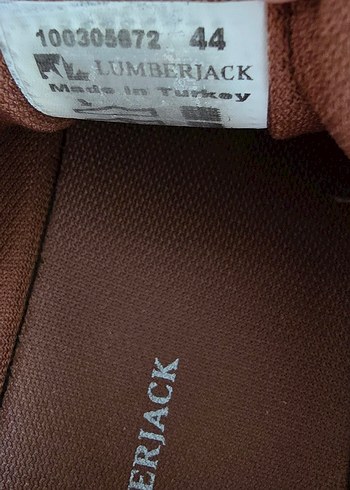 100305672 44
LUMBERJACK
Made in Turkey
ERJACK